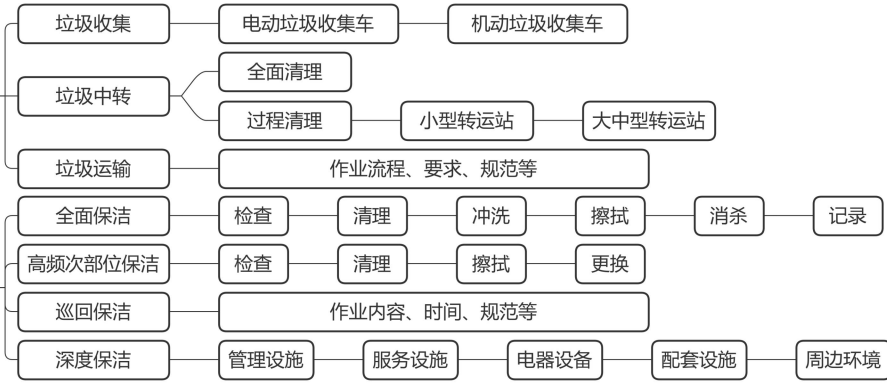 垃圾收集 电动垃圾收集车 机动垃圾收集车
全面清理
垃圾中转
过程清理 小型转运站 大中型转运站
垃圾运输 作业流程、要求、规范等
全面保洁 检查 清理 冲洗 擦拭 消杀 记录
高频次部位保洁 检查 清理 擦拭 更换
巡回保洁 作业内容、时间、规范等
深度保洁 管理设施 服务设施 电器设备 配套设施 周边环境